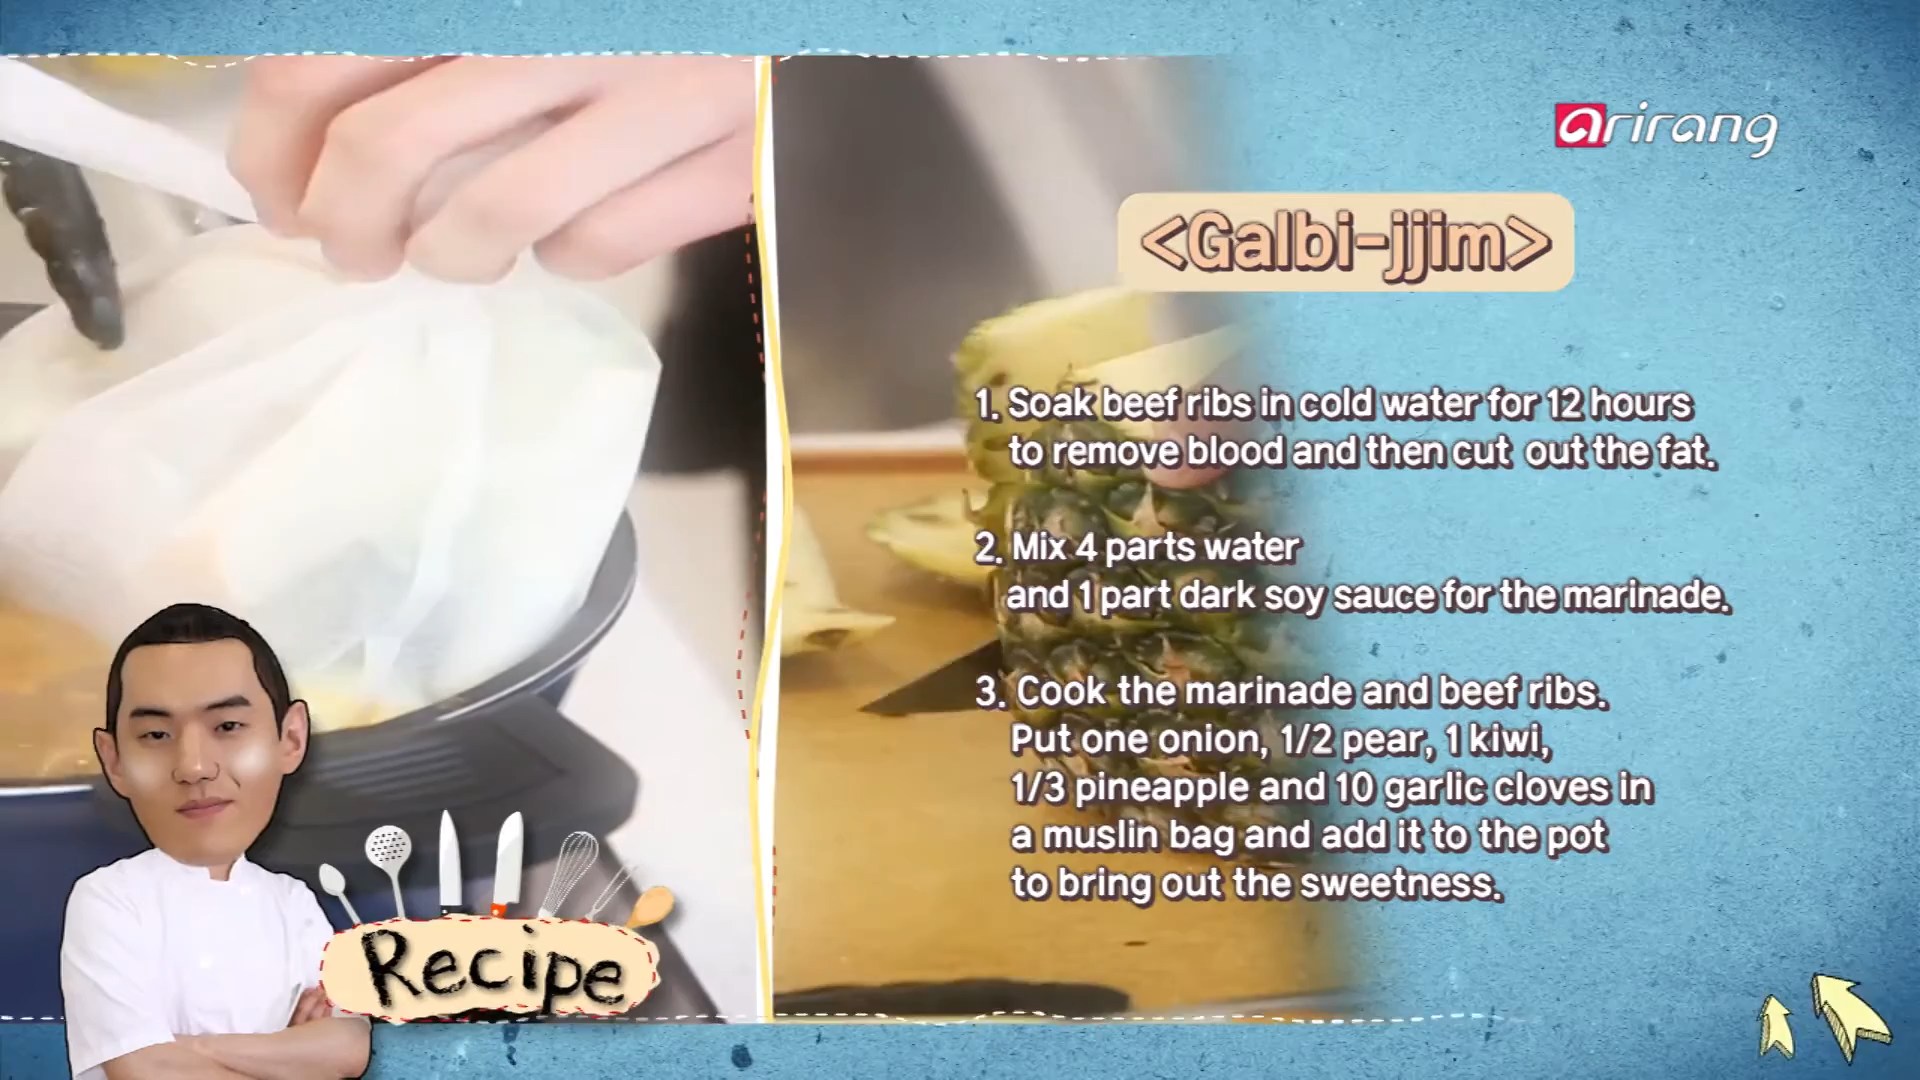 arirang
<Galbi-jjim>
1. Soak beef ribs in cold water for 12 hours
to remove blood and then cut out the fat.
2. Mix 4 parts water
and 1 part dark soy sauce for the marinade.
3. Cook the marinade and beef ribs.
Put one onion, 1/2 pear, 1 kiwi,
1/3 pineapple and 10 garlic cloves in
a muslin bag and add it to the pot
to bring out the sweetness.
Recipe